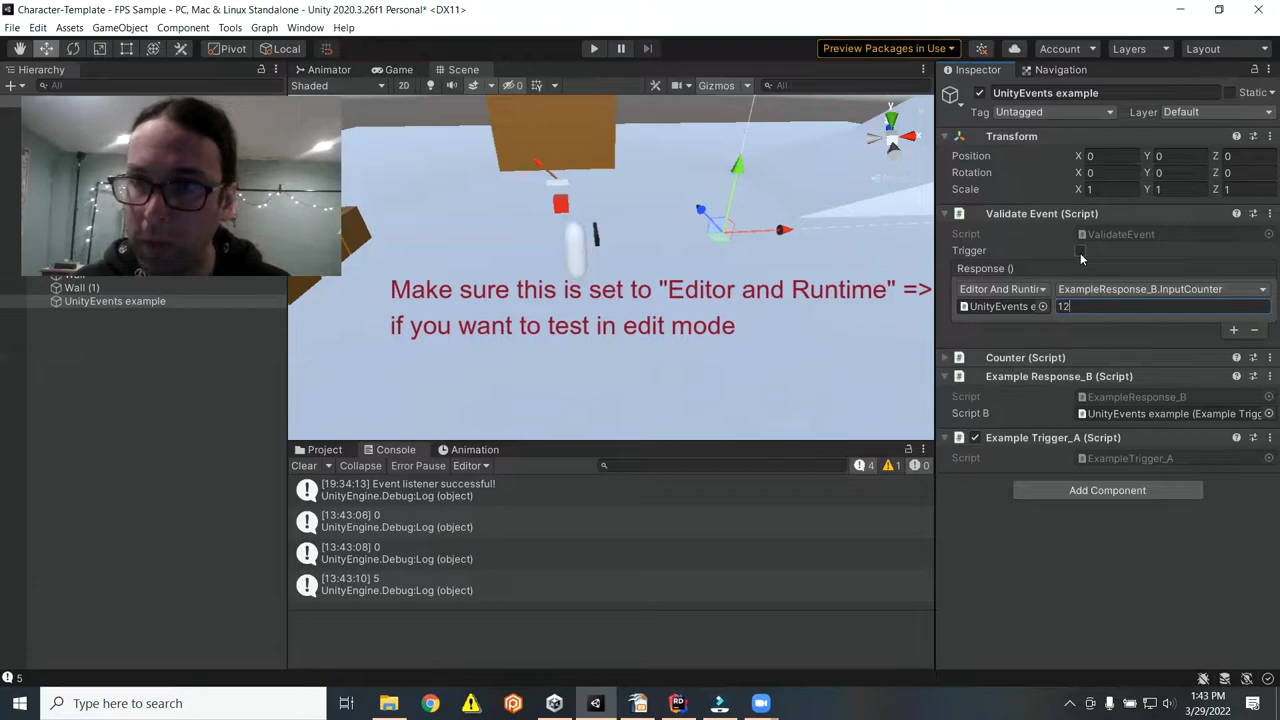 Character-Template - FPS Sample - PC, Mac & Linux Standalone - Unity 2020.3.26f1 Personal* <DX11>
File Edit Assets GameObject Component Tools Graph Window Help
Pivot Local Preview Packages in Use Account Layers Layout
Hierarchy
All
Wall (1)
UnityEvents example
Animator Game Scene
Shaded 2D 0 Gizmos All
y
Make sure this is set to "Editor and Runtime" =>
if you want to test in edit mode
Project Console Animation
Clear Collapse Error Pause Editor 4 1 0
[19:34:13] Event listener successful!
UnityEngine.Debug:Log (object)
[13:43:06] 0
UnityEngine.Debug:Log (object)
[13:43:08] 0
UnityEngine.Debug:Log (object)
[13:43:10] 5
UnityEngine.Debug:Log (object)
Inspector Navigation
UnityEvents example Static
Tag Untagged Layer Default
Transform
Position X 0 Y 0 Z 0
Rotation X 0 Y 0 Z 0
Scale X 1 Y 1 Z 1
Validate Event (Script)
Script ValidateEvent
Trigger
Response ()
Editor And Runtir ExampleResponse_B.InputCounter
UnityEvents e 12
Counter (Script)
Example Response_B (Script)
Script ExampleResponse_B
Script B UnityEvents example (Example Trigg
Example Trigger_A (Script)
Script ExampleTrigger_A
Add Component
5
Type here to search
RD
1:43 PM
3/29/2022